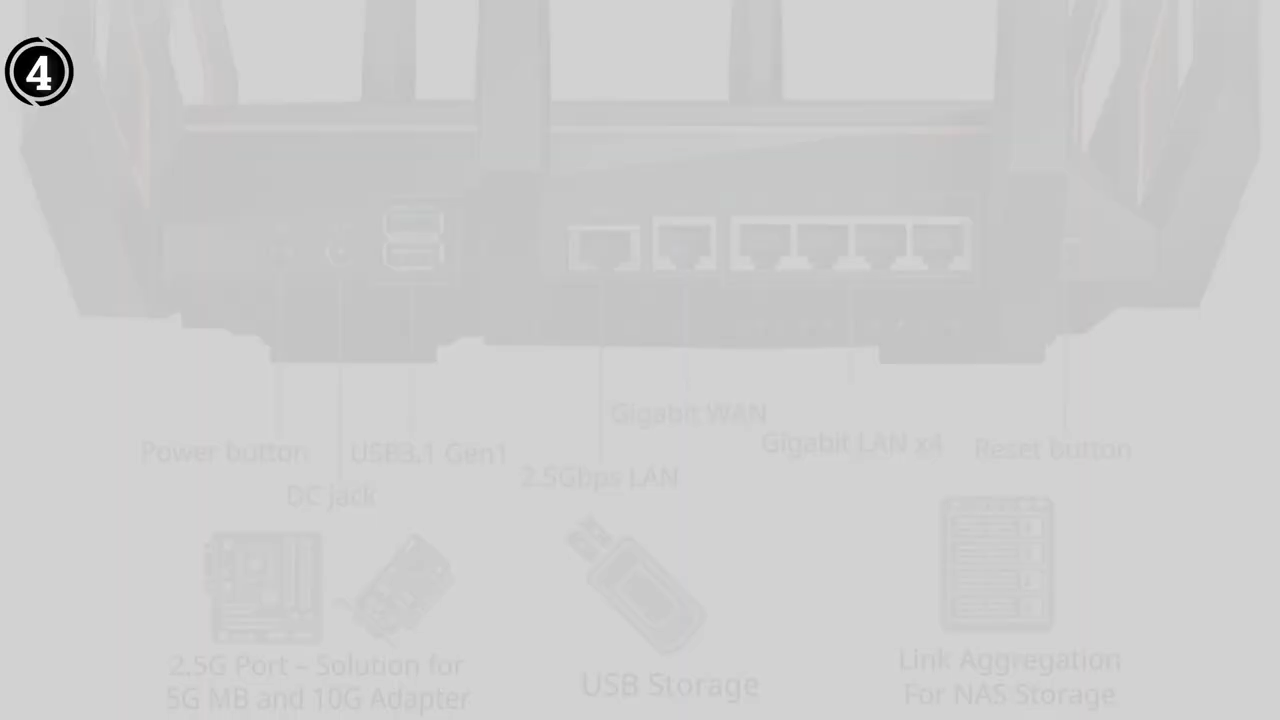 4
Gigabit WAN
Power button
USB3.1 Gen1
Gigabit LAN x4
Reset button
2.5Gbps LAN
DC jack
2.5G Port – Solution for
5G MB and 10G Adapter
USB Storage
Link Aggregation
For NAS Storage